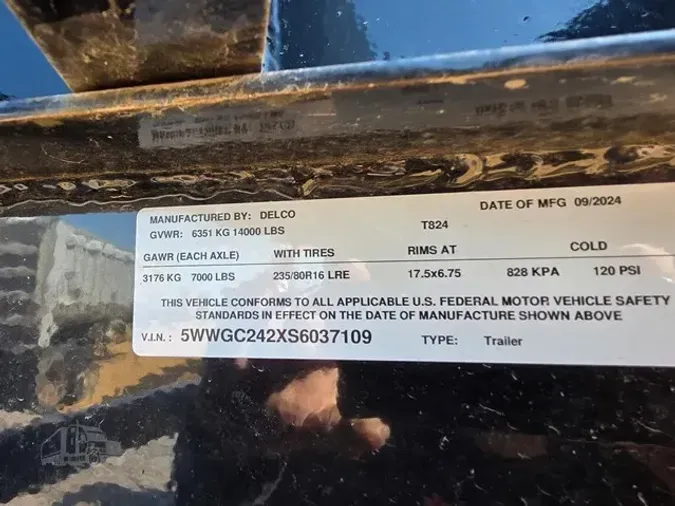 MANUFACTURED BY: DELCO T824 DATE OF MFG 09/2024
GVWR: 6351 KG 14000 LBS
GAWR (EACH AXLE) WITH TIRES RIMS AT COLD
3176 KG 7000 LBS 235/80R16 LRE 17.5x6.75 828 KPA 120 PSI
THIS VEHICLE CONFORMS TO ALL APPLICABLE U.S. FEDERAL MOTOR VEHICLE SAFETY
STANDARDS IN EFFECT ON THE DATE OF MANUFACTURE SHOWN ABOVE
V.I.N.: 5WWGC242XS6037109 TYPE: Trailer